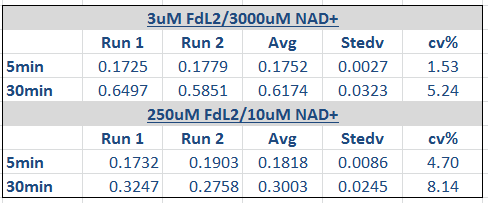 3uM FdL2/3000uM NAD+
Run 1 Run 2 Avg Stedv cv%
5min 0.1725 0.1779 0.1752 0.0027 1.53
30min 0.6497 0.5851 0.6174 0.0323 5.24
250uM FdL2/10uM NAD+
Run 1 Run 2 Avg Stedv cv%
5min 0.1732 0.1903 0.1818 0.0086 4.70
30min 0.3247 0.2758 0.3003 0.0245 8.14